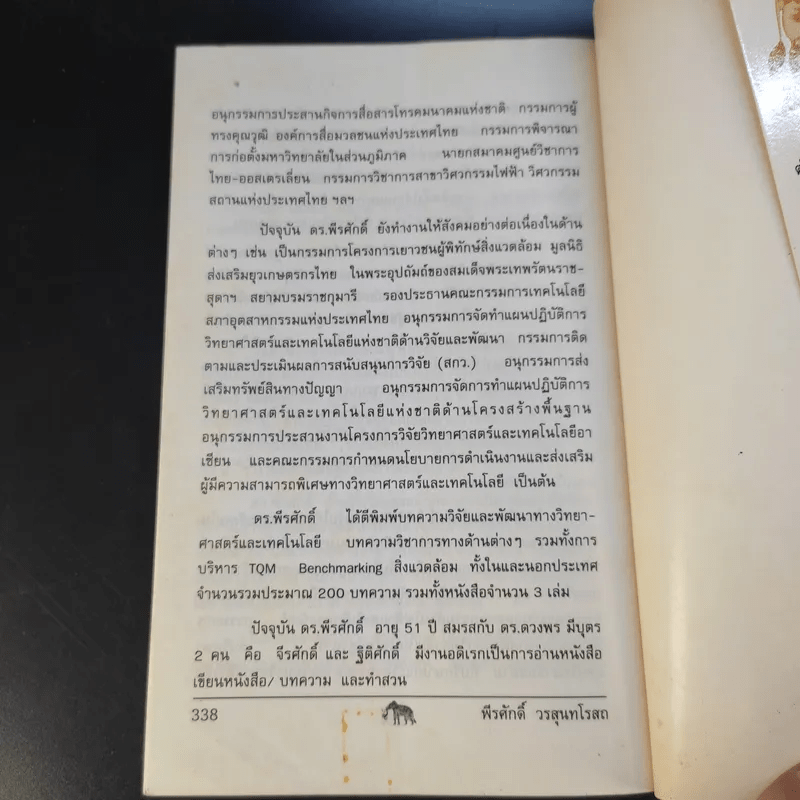 อนุกรรมการประสานกิจการสื่อสารโทรคมนาคมแห่งชาติ กรรมการผู้
ทรงคุณวุฒิ องค์การสื่อมวลชนแห่งประเทศไทย กรรมการพิจารณา
การก่อตั้งมหาวิทยาลัยในส่วนภูมิภาค นายกสมาคมศูนย์วิชาการ
ไทย-ออสเตรเลี่ยน กรรมการวิชาการสาขาวิศวกรรมไฟฟ้า วิศวกรรม
สถานแห่งประเทศไทย ฯลฯ
ปัจจุบัน ดร.พีรศักดิ์ ยังทำงานให้สังคมอย่างต่อเนื่องในด้าน
ต่างๆ เช่น เป็นกรรมการโครงการเยาวชนผู้พิทักษ์สิ่งแวดล้อม มูลนิธิ
ส่งเสริมยุวเกษตรกรไทย ในพระอุปถัมถ์ของสมเด็จพระเทพรัตนราช-
สุดาฯ สยามบรมราชกุมารี รองประธานคณะกรรมการเทคโนโลยี
สภาอุตสาหกรรมแห่งประเทศไทย อนุกรรมการจัดทำแผนปฏิบัติการ
วิทยาศาสตร์และเทคโนโลยีแห่งชาติด้านวิจัยและพัฒนา กรรมการติด
ตามและประเมินผลการสนับสนุนการวิจัย (สกว.) อนุกรรมการส่ง
เสริมทรัพย์สินทางปัญญา อนุกรรมการจัดการทำแผนปฏิบัติการ
วิทยาศาสตร์และเทคโนโลยีแห่งชาติด้านโครงสร้างพื้นฐาน
อนุกรรมการประสวนงานโครงการวิจัยวิทยาศาสตร์และเทคโนโลยีอา
เชียน และคณะกรรมการกำหนดนโยบายการดำเนินงานและส่งเสริม
ผู้มีความสามารถพิเศษทางวิทยาศาสตร์และเทคโนโลยี เป็นต้น
ดร.พีรศักดิ์ ได้ตีพิมพ์บทความวิจัยและพัฒนาทางวิทยา-
ศาสตร์และเทคโนโลยี บทความวิชาการทางด้านต่างๆ รวมทั้งการ
บริหาร TQM Benchmarking สิ่งแวดล้อม ทั้งในและนอกประเทศ
จำนวนรวมประมาณ 200 บทความ รวมทั้งหนังสือจำนวน 3 เล่ม
ปัจจุบัน ดร.พีรศักดิ์ อายุ 51 ปี สมรสกับ ดร.ดวงพร มีบุตร
2 คน คือ จีรศักดิ์ และ ฐิติศักดิ์ มีงานอดิเรกเป็นการอ่านหนังสือ
เขียนหนังสือ/ บทความ และทำสวน
338 พีรศักดิ์ วรสุนทโรสถ